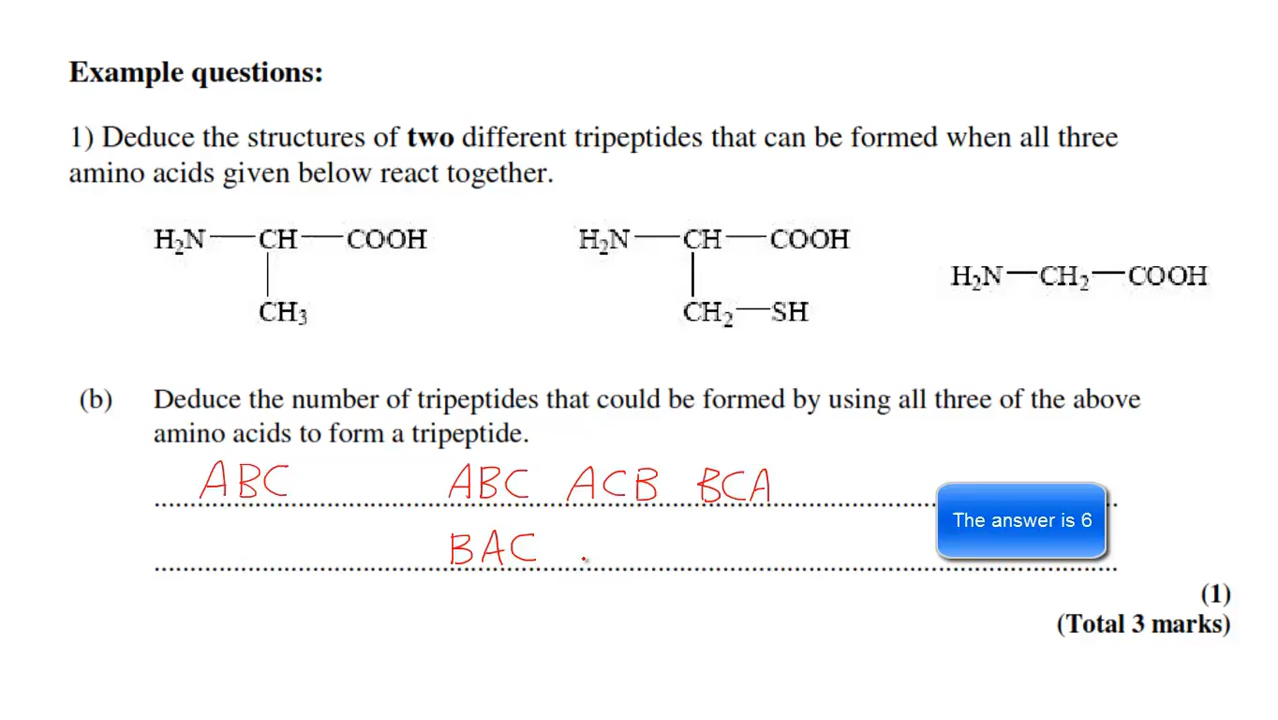 Example questions:
1) Deduce the structures of two different tripeptides that can be formed when all three
amino acids given below react together.
H₂N—CH—COOH H₂N—CH—COOH
H₂N—CH₂—COOH
CH₃ CH₂—SH
(b) Deduce the number of tripeptides that could be formed by using all three of the above
amino acids to form a tripeptide.
ABC ABC ACB BCA
The answer is 6
BAC
(1)
(Total 3 marks)